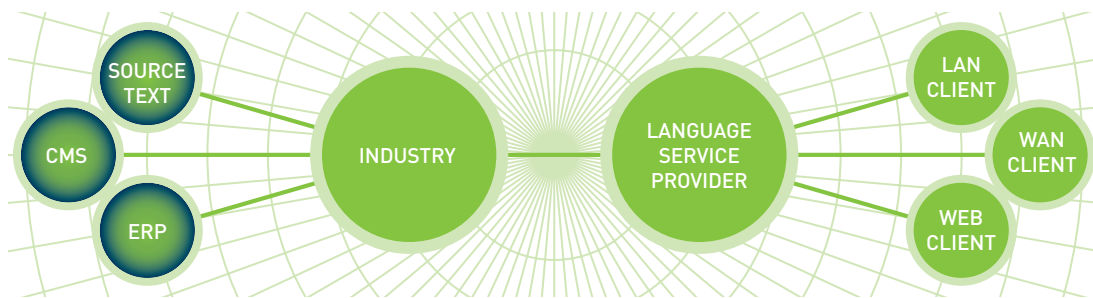 SOURCE
TEXT
CMS
ERP
INDUSTRY
LANGUAGE
SERVICE
PROVIDER
LAN
CLIENT
WAN
CLIENT
WEB
CLIENT